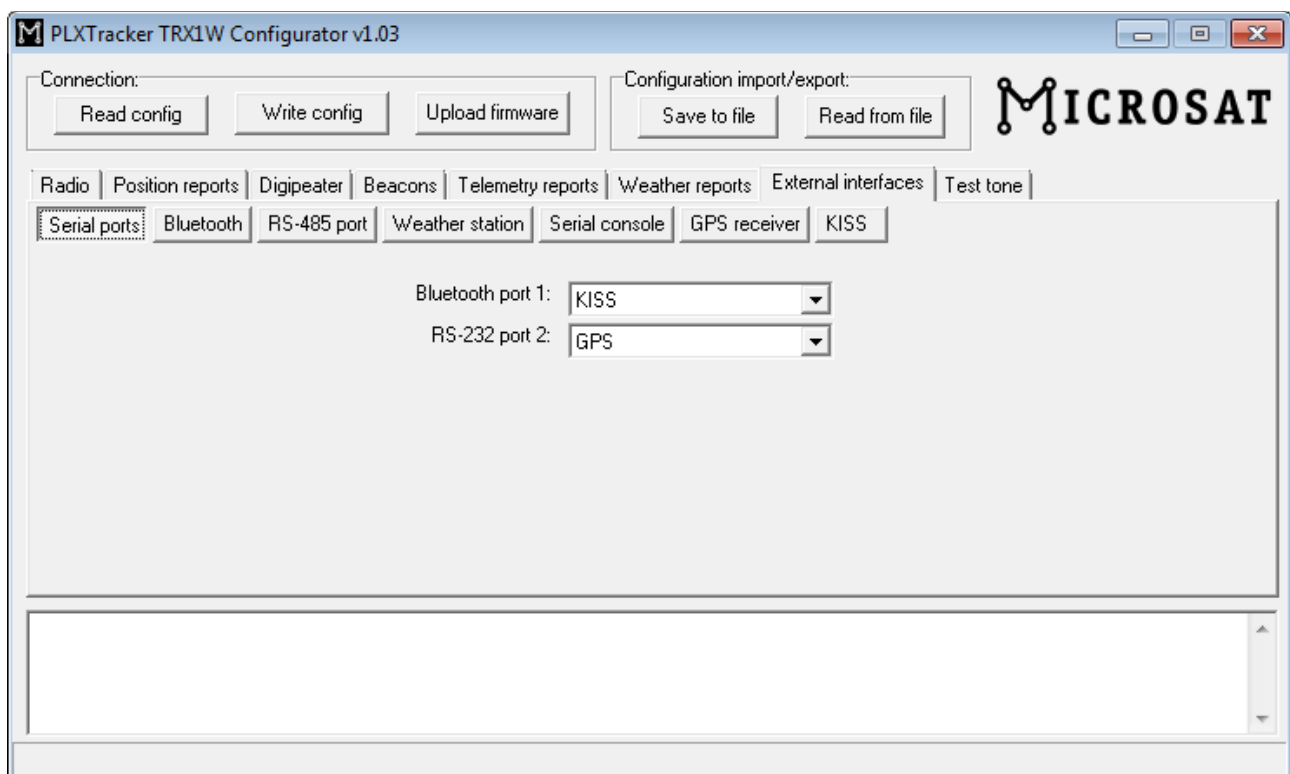 PLXTracker TRX1W Configurator v1.03
Connection: Configuration import/export:
Read config Write config Upload firmware Save to file Read from file MICROSAT
Radio Position reports Digipeater Beacons Telemetry reports Weather reports External interfaces Test tone
Serial ports Bluetooth RS-485 port Weather station Serial console GPS receiver KISS
Bluetooth port 1: KISS
RS-232 port 2: GPS